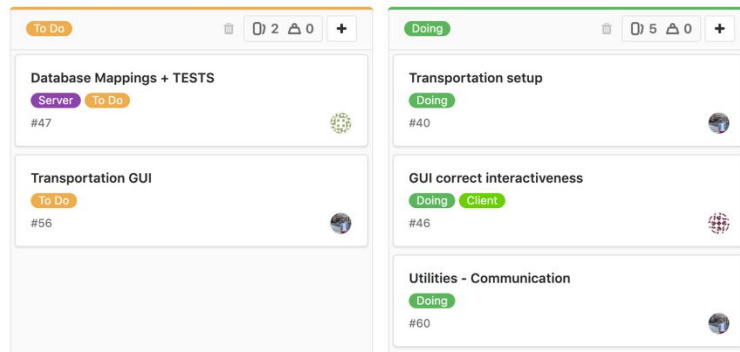 To Do
2 0 +
Database Mappings + TESTS
Server To Do
#47
Transportation GUI
To Do
#56
Doing
5 0 +
Transportation setup
Doing
#40
GUI correct interactiveness
Doing Client
#46
Utilities - Communication
Doing
#60